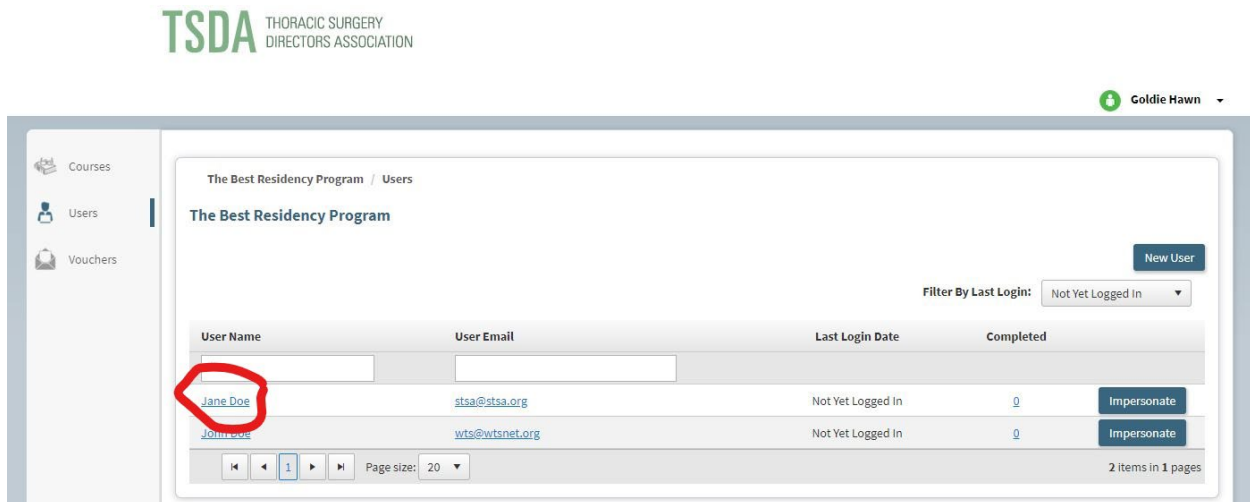 TSDA THORACIC SURGERY
DIRECTORS ASSOCIATION
Goldie Hawn
Courses
Users
Vouchers
The Best Residency Program / Users
The Best Residency Program
New User
Filter By Last Login: Not Yet Logged In
User Name User Email Last Login Date Completed
Jane Doe stsa@stsa.org Not Yet Logged In 0 Impersonate
John Doe wts@wtsnet.org Not Yet Logged In 0 Impersonate
1 Page size: 20 2 items in 1 pages